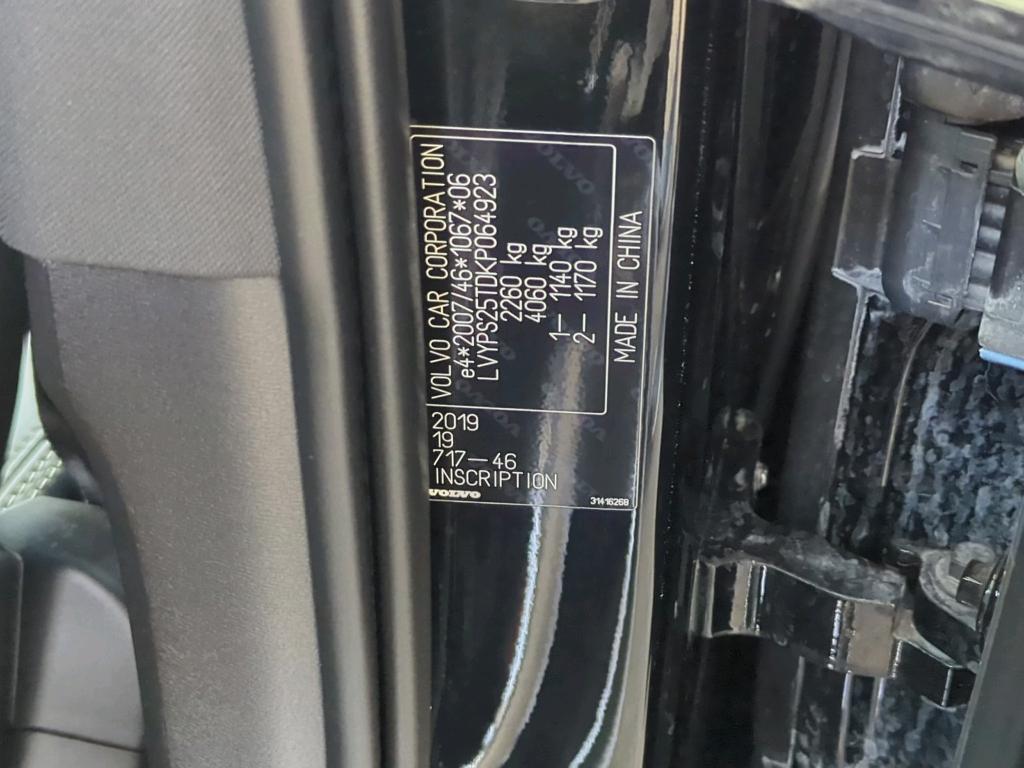 VOLVO CAR CORPORATION
e4*2007/46*1067*06
LVYPS25TDKP064923
2260 kg
4060 kg
1— 1140 kg
2— 1170 kg
MADE IN CHINA
2019
19
717—46
INSCRIPTION
VOLVO
31416268